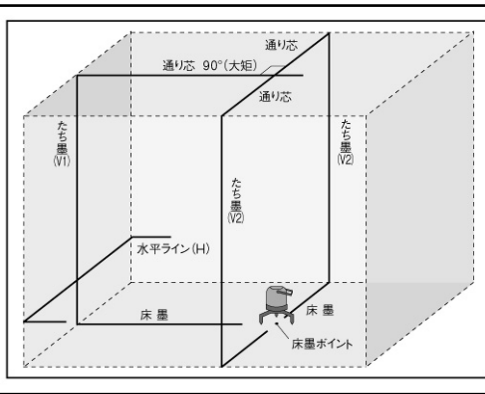 通り芯
通り芯 90°(大矩)
通り芯
たち墨
(V1)
たち墨
(V2)
たち墨
(V2)
水平ライン(H)
床墨
床墨
床墨ポイント